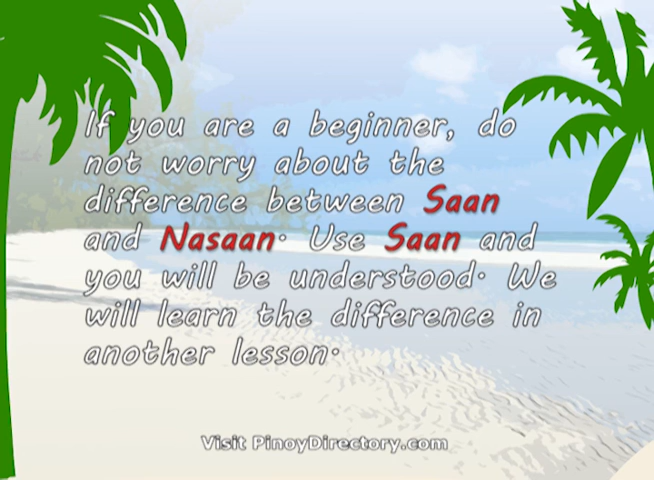 If you are a beginner, do
not worry about the
difference between Saan
and Nasaan. Use Saan and
you will be understood. We
will learn the difference in
another lesson.
Visit PinoyDirectory.com